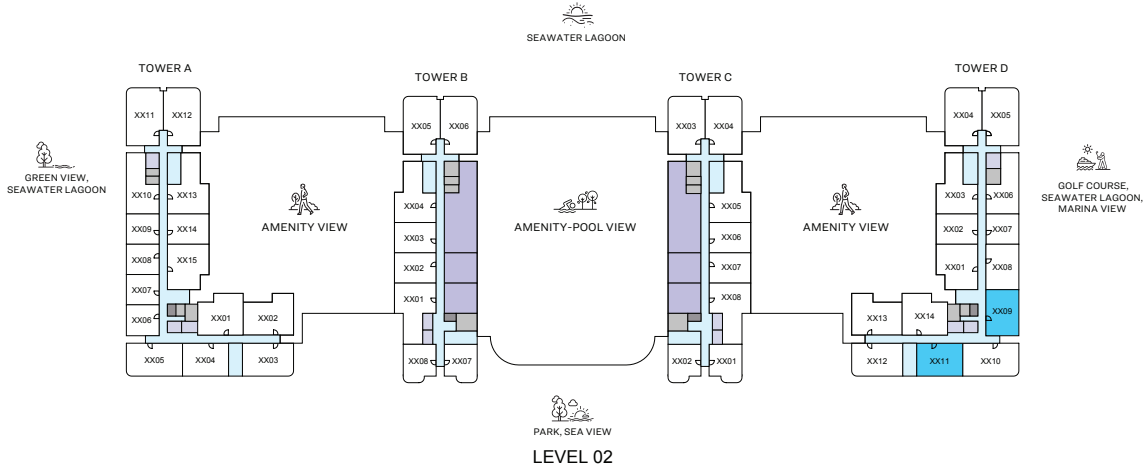 SEAWATER LAGOON
TOWER A
TOWER B
TOWER C
TOWER D
XX11
XX12
XX05
XX06
XX03
XX04
XX04
XX05
GREEN VIEW,
SEAWATER LAGOON
GOLF COURSE,
SEAWATER LAGOON,
MARINA VIEW
XX10
XX13
XX04
XX05
XX03
XX06
AMENITY VIEW
AMENITY-POOL VIEW
AMENITY VIEW
XX09
XX14
XX03
XX06
XX02
XX07
XX08
XX15
XX02
XX07
XX01
XX08
XX07
XX01
XX08
XX09
XX06
XX01
XX02
XX13
XX14
XX05
XX04
XX03
XX08
XX07
XX02
XX01
XX12
XX11
XX10
PARK, SEA VIEW
LEVEL 02